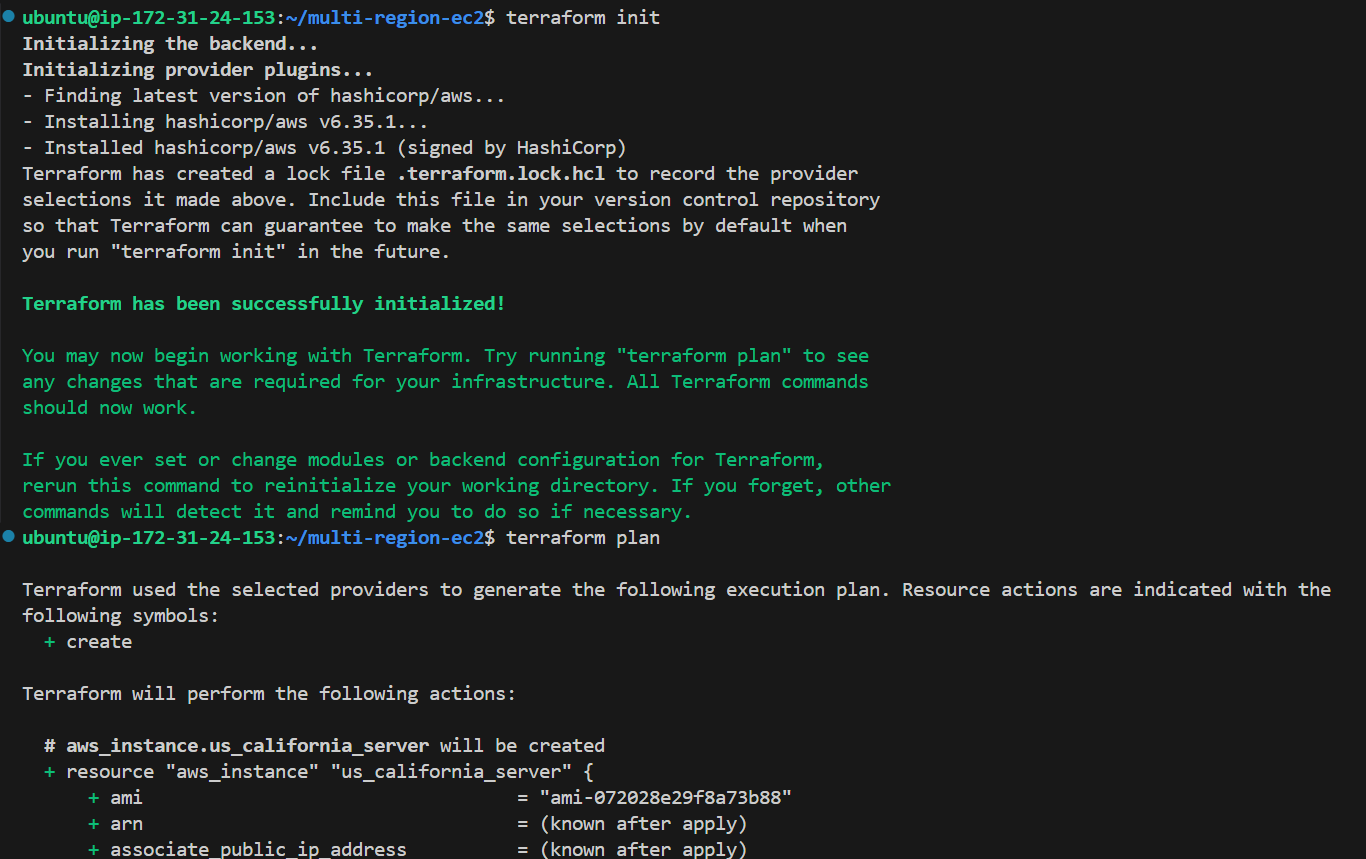 ubuntu@ip-172-31-24-153:~/multi-region-ec2$ terraform init
Initializing the backend...
Initializing provider plugins...
- Finding latest version of hashicorp/aws...
- Installing hashicorp/aws v6.35.1...
- Installed hashicorp/aws v6.35.1 (signed by HashiCorp)
Terraform has created a lock file .terraform.lock.hcl to record the provider
selections it made above. Include this file in your version control repository
so that Terraform can guarantee to make the same selections by default when
you run "terraform init" in the future.
Terraform has been successfully initialized!
You may now begin working with Terraform. Try running "terraform plan" to see
any changes that are required for your infrastructure. All Terraform commands
should now work.
If you ever set or change modules or backend configuration for Terraform,
rerun this command to reinitialize your working directory. If you forget, other
commands will detect it and remind you to do so if necessary.
ubuntu@ip-172-31-24-153:~/multi-region-ec2$ terraform plan
Terraform used the selected providers to generate the following execution plan. Resource actions are indicated with the
following symbols:
  + create
Terraform will perform the following actions:
  # aws_instance.us_california_server will be created
  + resource "aws_instance" "us_california_server" {
      + ami                                  = "ami-072028e29f8a73b88"
      + arn                                  = (known after apply)
      + associate_public_ip_address          = (known after apply)